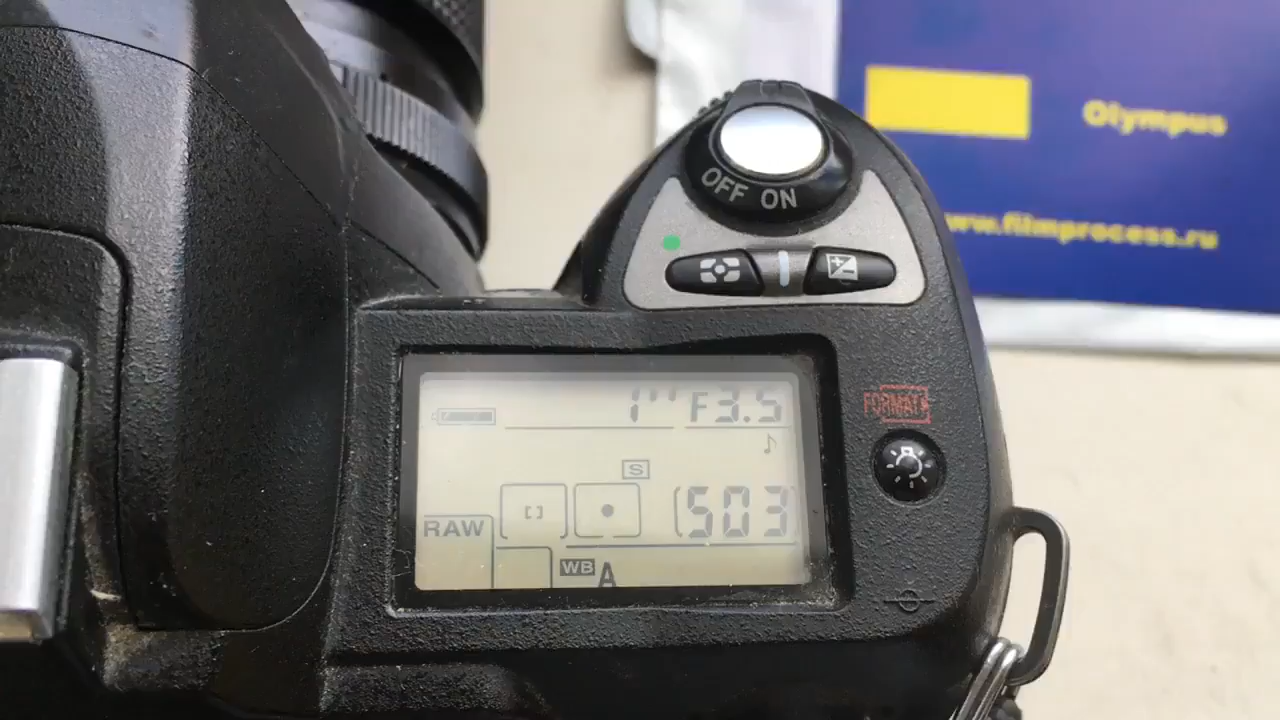 Olympus
www.filmprocess.ru
OFF ON
1'' F3.5
FORMAT
S
RAW
[503
WB A